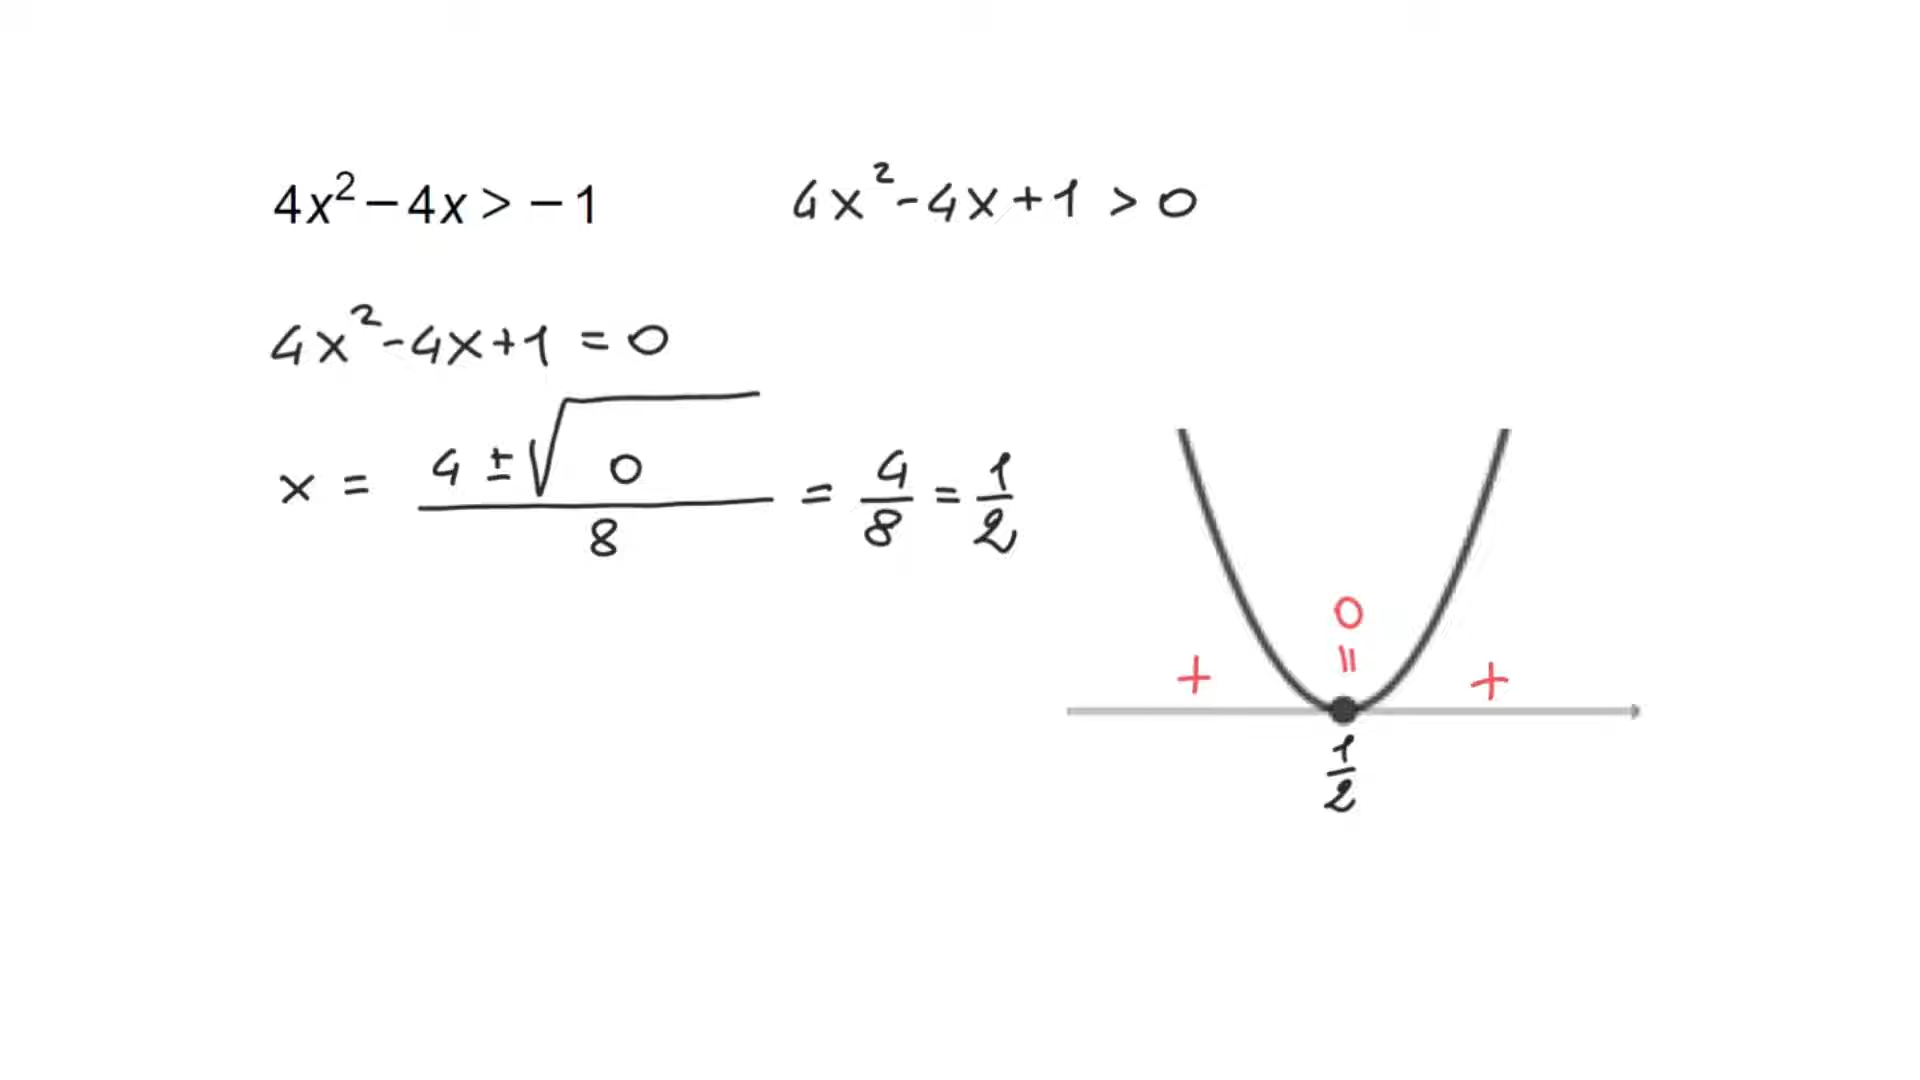 4x² − 4x > − 1
4x² - 4x + 1 > 0
4x² - 4x + 1 = 0
x = (4 ± √0)/8 = 4/8 = 1/2
0
=
+ +
1/2